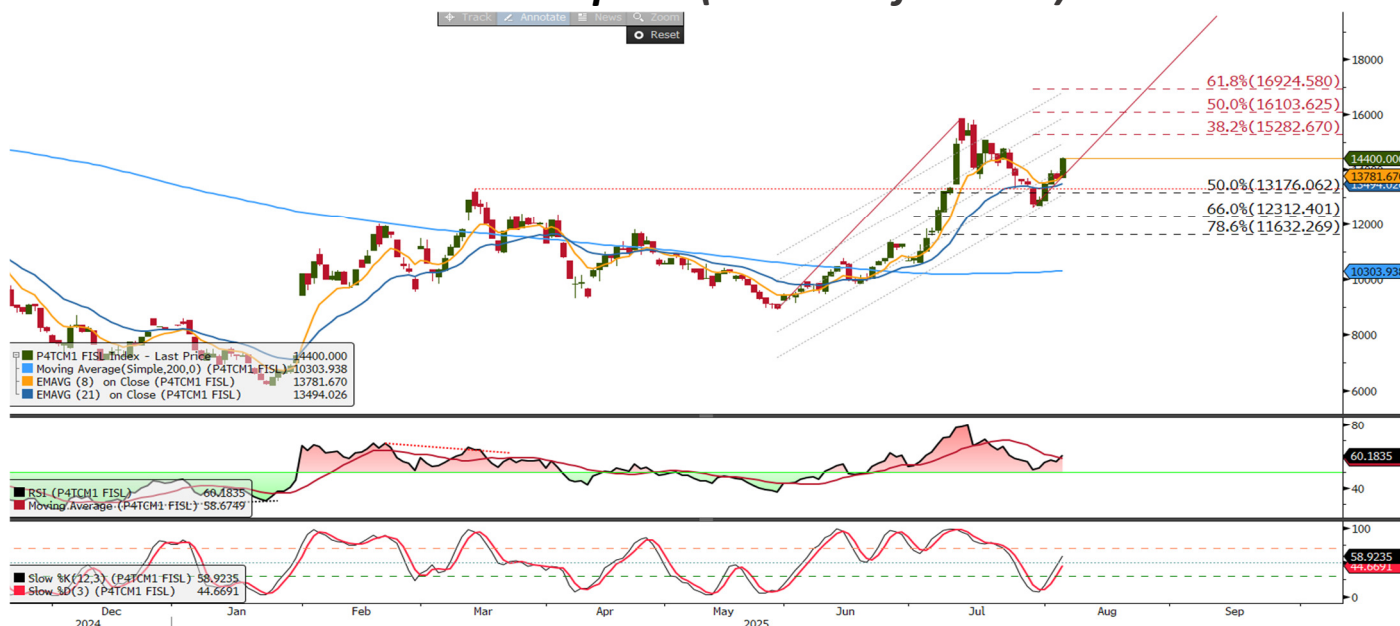 Track Annotate News Zoom
Reset
18000
61.8%(16924.580)
16000
50.0%(16103.625)
38.2%(15282.670)
14400.000
13781.670
13494.026
50.0%(13176.062)
66.0%(12312.401)
12000
78.6%(11632.269)
10303.938
10000
8000
6000
P4TCM1 FISL Index - Last Price 14400.000
Moving Average(Simple,200,0) (P4TCM1 FISL) 10303.938
EMAVG (8) on Close (P4TCM1 FISL) 13781.670
EMAVG (21) on Close (P4TCM1 FISL) 13494.026
80
60.1835
40
RSI (P4TCM1 FISL) 60.1835
Moving Average (P4TCM1 FISL) 58.6749
100
58.9235
44.6691
0
Slow %K(12,3) (P4TCM1 FISL) 58.9235
Slow %D(3) (P4TCM1 FISL) 44.6691
Dec Jan Feb Mar Apr May Jun Jul Aug Sep
2024 2025